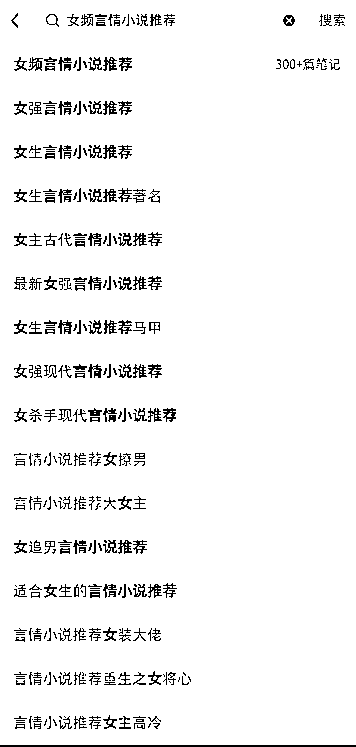 女频言情小说推荐 搜索
女频言情小说推荐 300+篇笔记
女强言情小说推荐
女生言情小说推荐
女生言情小说推荐著名
女主古代言情小说推荐
最新女强言情小说推荐
女生言情小说推荐马甲
女强现代言情小说推荐
女杀手现代言情小说推荐
言情小说推荐女撩男
言情小说推荐大女主
女追男言情小说推荐
适合女生的言情小说推荐
言情小说推荐女装大佬
言情小说推荐重生之女将心
言情小说推荐女主高冷